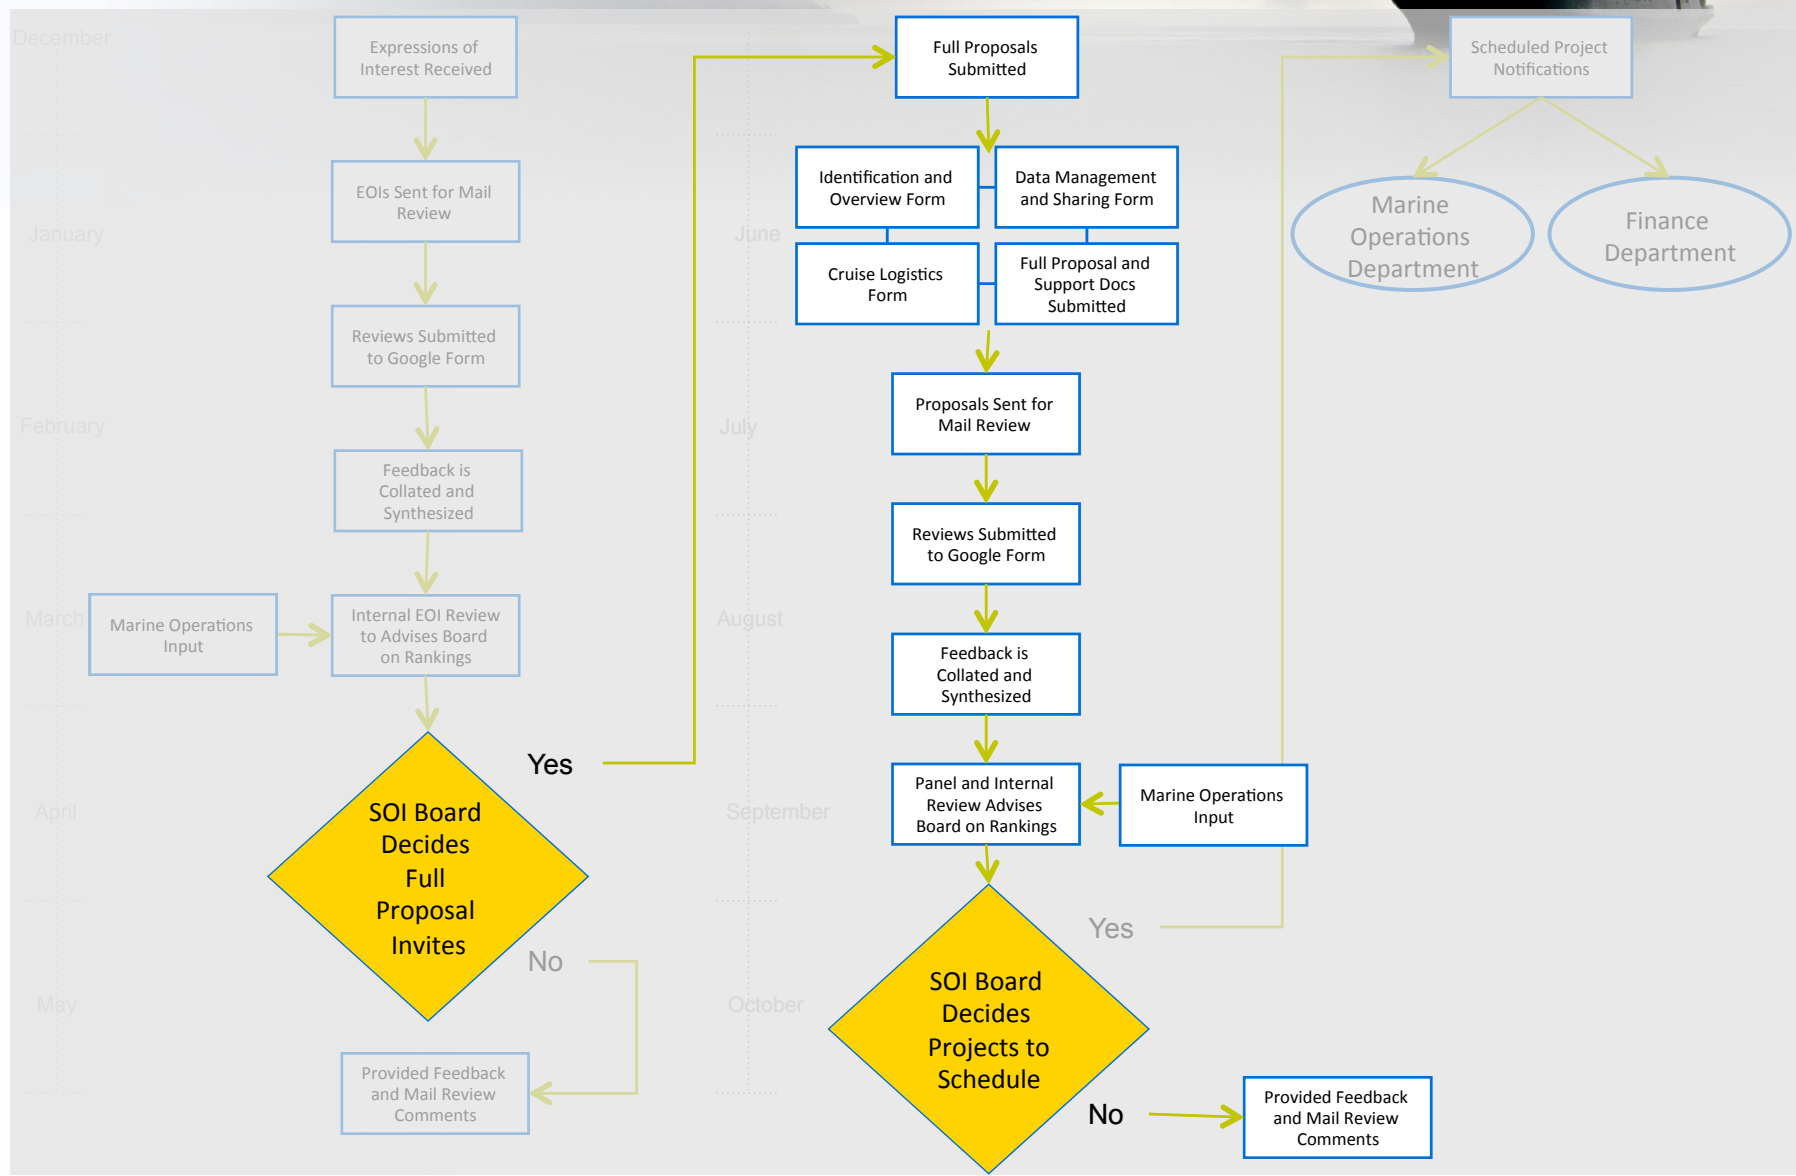 December
Expressions of
Interest Received
EOIs Sent for Mail
Review
January
Reviews Submitted
to Google Form
February
Feedback is
Collated and
Synthesized
March
Marine Operations
Input
Internal EOI Review
to Advises Board
on Rankings
Yes
SOI Board
Decides
Full
Proposal
Invites
April
No
May
Provided Feedback
and Mail Review
Comments
Full Proposals
Submitted
Identification and
Overview Form
Data Management
and Sharing Form
June
Cruise Logistics
Form
Full Proposal and
Support Docs
Submitted
Proposals Sent for
Mail Review
July
Reviews Submitted
to Google Form
August
Feedback is
Collated and
Synthesized
September
Panel and Internal
Review Advises
Board on Rankings
Marine Operations
Input
Yes
SOI Board
Decides
Projects to
Schedule
October
No
Provided Feedback
and Mail Review
Comments
Scheduled Project
Notifications
Marine
Operations
Department
Finance
Department